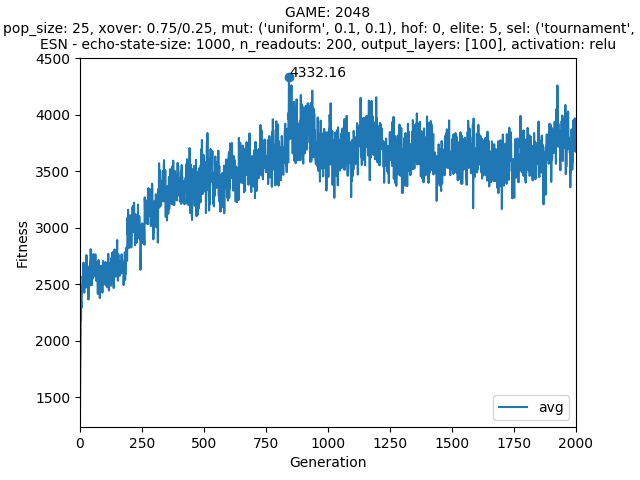 GAME: 2048
pop_size: 25, xover: 0.75/0.25, mut: ('uniform', 0.1, 0.1), hof: 0, elite: 5, sel: ('tournament',
ESN - echo-state-size: 1000, n_readouts: 200, output_layers: [100], activation: relu
4500
4332.16
4000
3500
3000
Fitness
2500
2000
1500
avg
0 250 500 750 1000 1250 1500 1750 2000
Generation